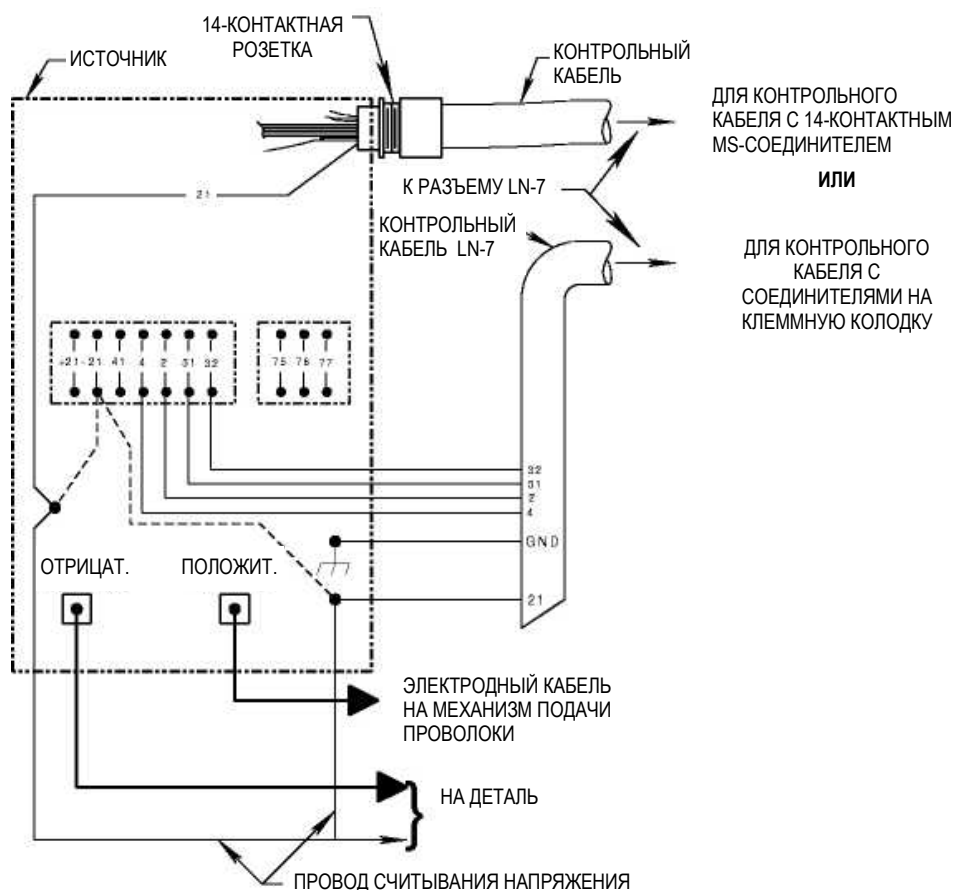 14-КОНТАКТНАЯ
РОЗЕТКА
ИСТОЧНИК
КОНТРОЛЬНЫЙ
КАБЕЛЬ
ДЛЯ КОНТРОЛЬНОГО
КАБЕЛЯ С 14-КОНТАКТНЫМ
MS-СОЕДИНИТЕЛЕМ
ИЛИ
К РАЗЪЕМУ LN-7
21
КОНТРОЛЬНЫЙ
КАБЕЛЬ LN-7
ДЛЯ КОНТРОЛЬНОГО
КАБЕЛЯ С
СОЕДИНИТЕЛЯМИ НА
КЛЕММНУЮ КОЛОДКУ
+21 -21 41 4 2 31 32
75 76 77
32
31
2
4
GND
21
ОТРИЦАТ.
ПОЛОЖИТ.
ЭЛЕКТРОДНЫЙ КАБЕЛЬ
НА МЕХАНИЗМ ПОДАЧИ
ПРОВОЛОКИ
НА ДЕТАЛЬ
ПРОВОД СЧИТЫВАНИЯ НАПРЯЖЕНИЯ